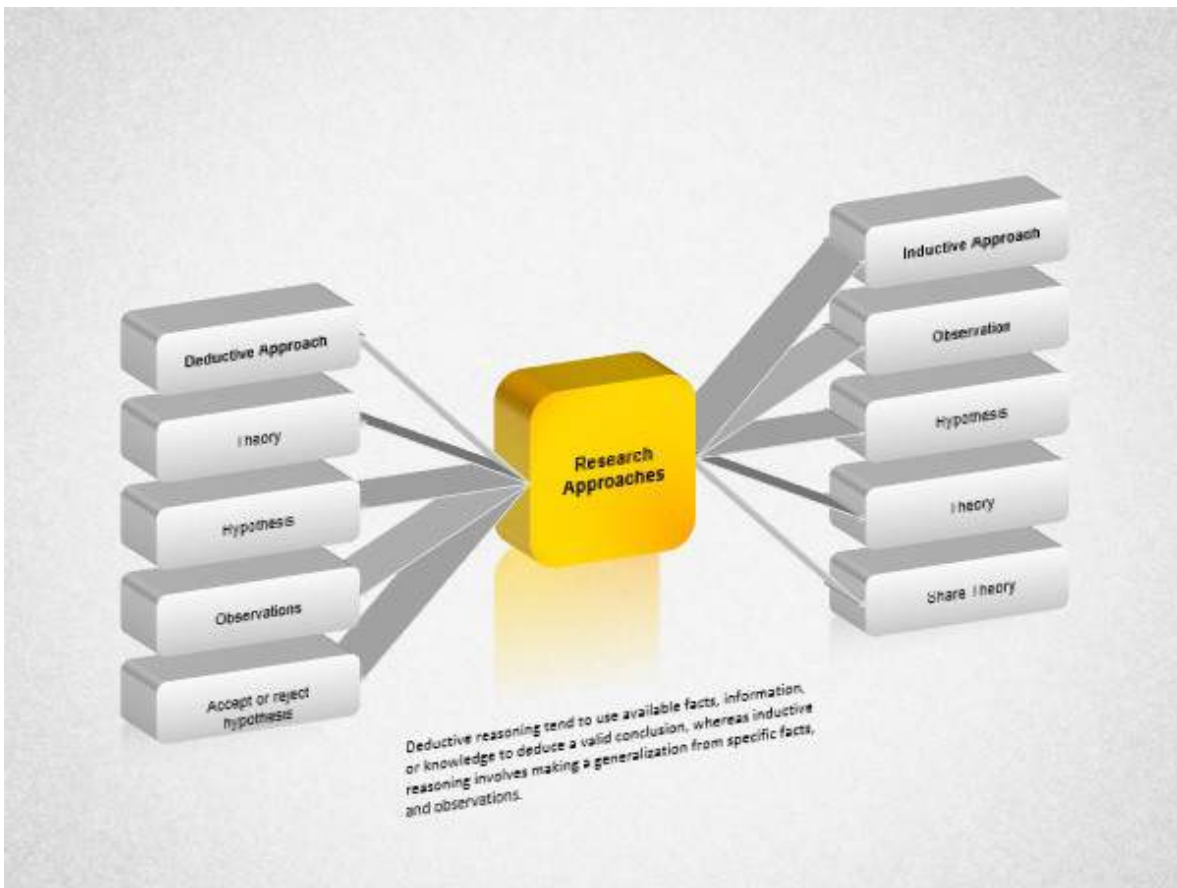 Deductive Approach
Theory
Hypothesis
Observations
Accept or reject
hypothesis
Research
Approaches
Inductive Approach
Observation
Hypothesis
Theory
Share Theory
Deductive reasoning tend to use available facts, information,
or knowledge to deduce a valid conclusion, whereas inductive
reasoning involves making a generalization from specific facts,
and observations.